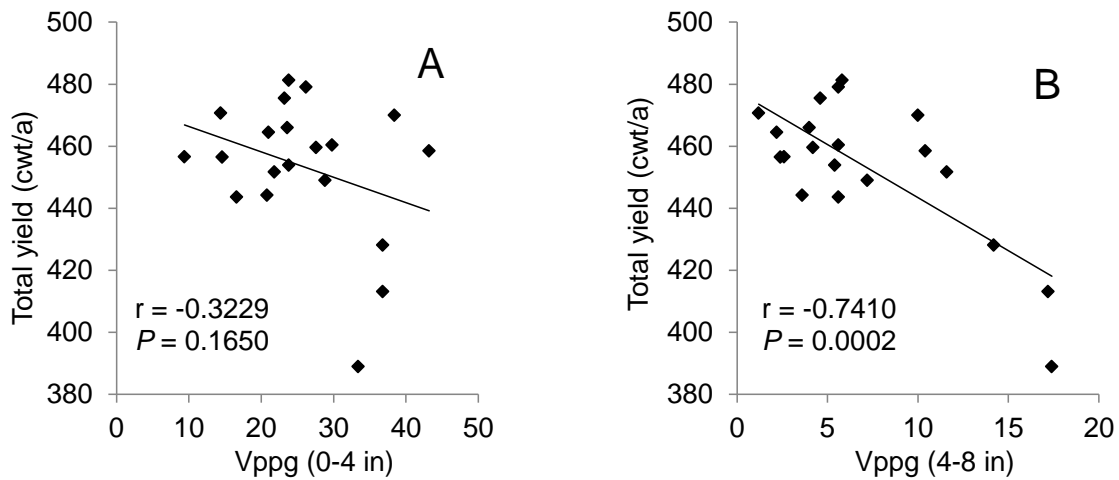 500
480
460
440
420
400
380
Total yield (cwt/a)
A
r = -0.3229
P = 0.1650
0 10 20 30 40 50
Vppg (0-4 in)
500
480
460
440
420
400
380
Total yield (cwt/a)
B
r = -0.7410
P = 0.0002
0 5 10 15 20
Vppg (4-8 in)